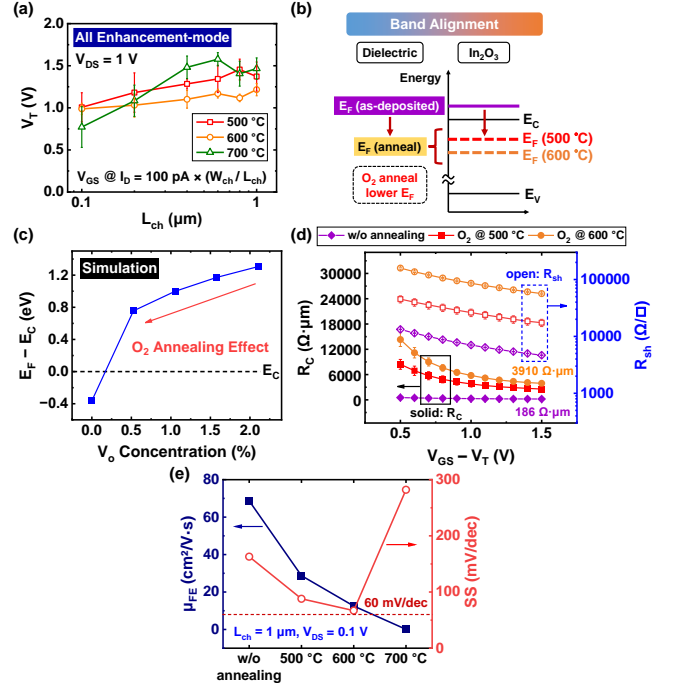 (a)
All Enhancement-mode
V_DS = 1 V
2.0
1.5
1.0
0.5
0.0
V_T (V)
500 °C
600 °C
700 °C
V_GS @ I_D = 100 pA × (W_ch / L_ch)
0.1
1
L_ch (μm)
(b)
Band Alignment
Dielectric
In₂O₃
Energy
E_F (as-deposited)
E_C
E_F (500 ℃)
E_F (anneal)
E_F (600 ℃)
O₂ anneal
lower E_F
E_V
(c)
Simulation
1.2
0.8
0.4
0.0
−0.4
E_F − E_C (eV)
O₂ Annealing Effect
E_C
0.0
0.5
1.0
1.5
2.0
V_o Concentration (%)
(d)
w/o annealing
O₂ @ 500 °C
O₂ @ 600 °C
30000
24000
18000
12000
6000
0
R_C (Ω·μm)
open: R_sh
3910 Ω·μm
186 Ω·μm
solid: R_C
100000
10000
1000
R_sh (Ω/□)
0.5
1.0
1.5
V_GS − V_T (V)
(e)
80
60
40
20
0
μ_FE (cm²/V·s)
300
200
100
0
SS (mV/dec)
60 mV/dec
L_ch = 1 μm, V_DS = 0.1 V
w/o
annealing
500 °C
600 °C
700 °C